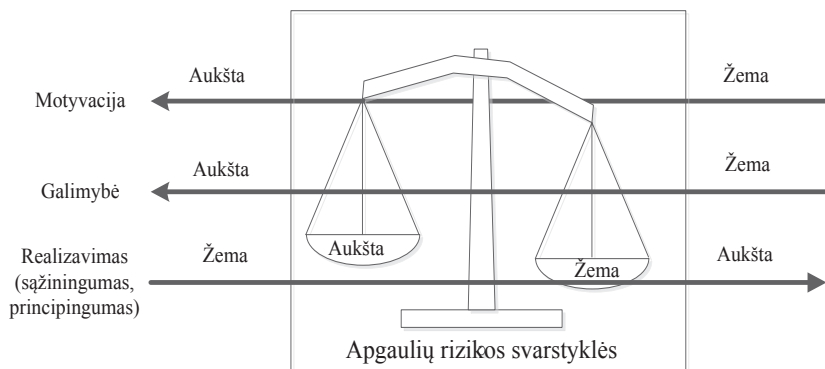 Aukšta
Žema
Motyvacija
Aukšta
Žema
Galimybė
Aukšta
Realizavimas
(sąžiningumas,
principingumas)
Žema
Žema
Aukšta
Apgaulių rizikos svarstyklės